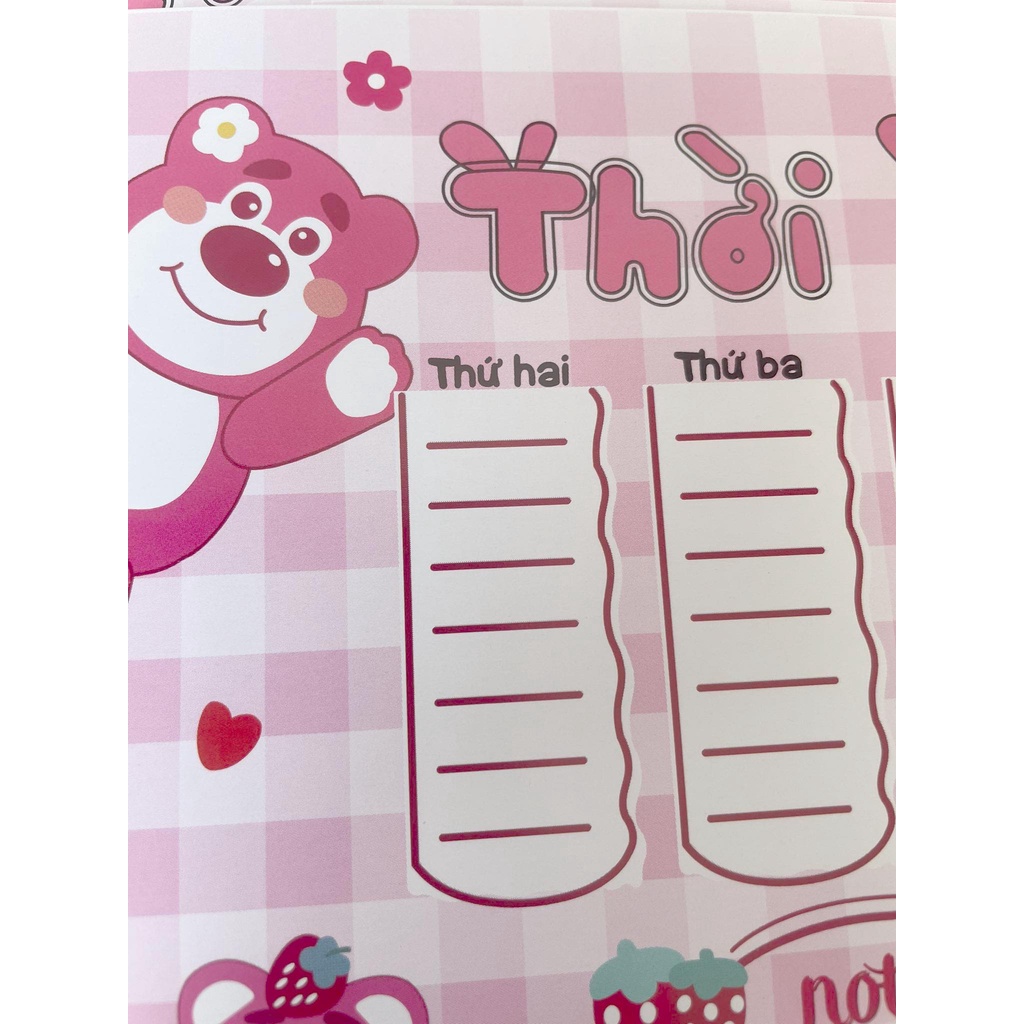 Thời
Thứ hai Thứ ba